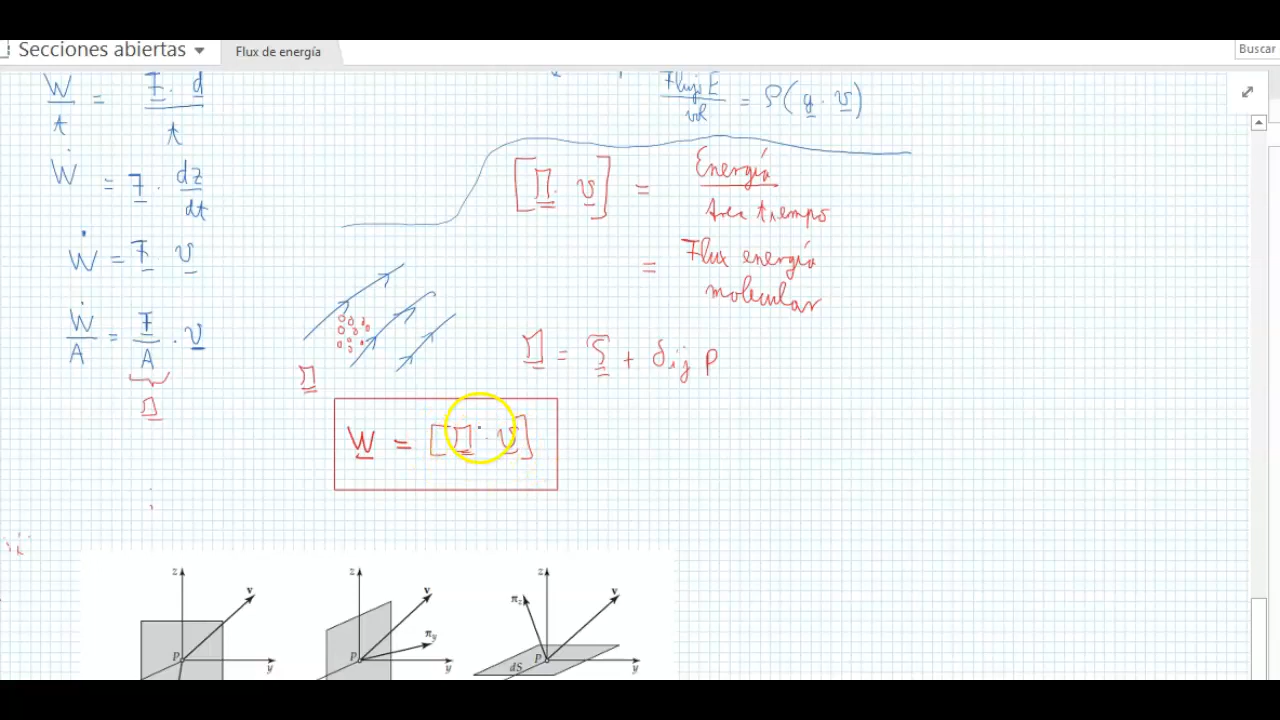 Secciones abiertas
Flux de energía
Buscar
W/t = F · d / t
Ẇ = F · dz/dt
Ẇ = F v
Ẇ/A = F/A · v
Π
Flujo E / vol = ρ(g · v)
[Π · v] = Energía / Area tiempo
= Flux energía
molecular
Π
Π = τ + δij P
W = [Π · v]
z
v
P
y
z
v
πy
P
y
z
πz
v
P
dS
y